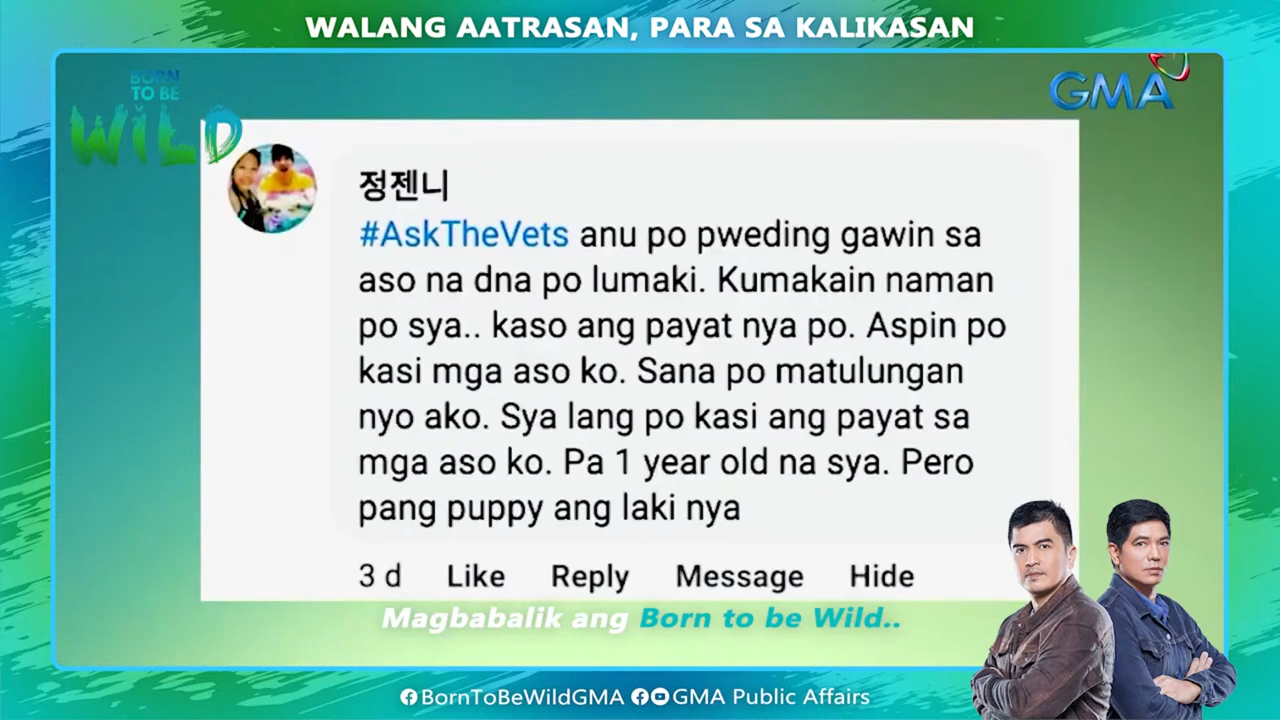 WALANG AATRASAN, PARA SA KALIKASAN
BORN
TO BE
WILD
GMA
정젠니
#AskTheVets anu po pweding gawin sa
aso na dna po lumaki. Kumakain naman
po sya.. kaso ang payat nya po. Aspin po
kasi mga aso ko. Sana po matulungan
nyo ako. Sya lang po kasi ang payat sa
mga aso ko. Pa 1 year old na sya. Pero
pang puppy ang laki nya
3 d Like Reply Message Hide
Magbabalik ang Born to be Wild..
BornToBeWildGMA GMA Public Affairs